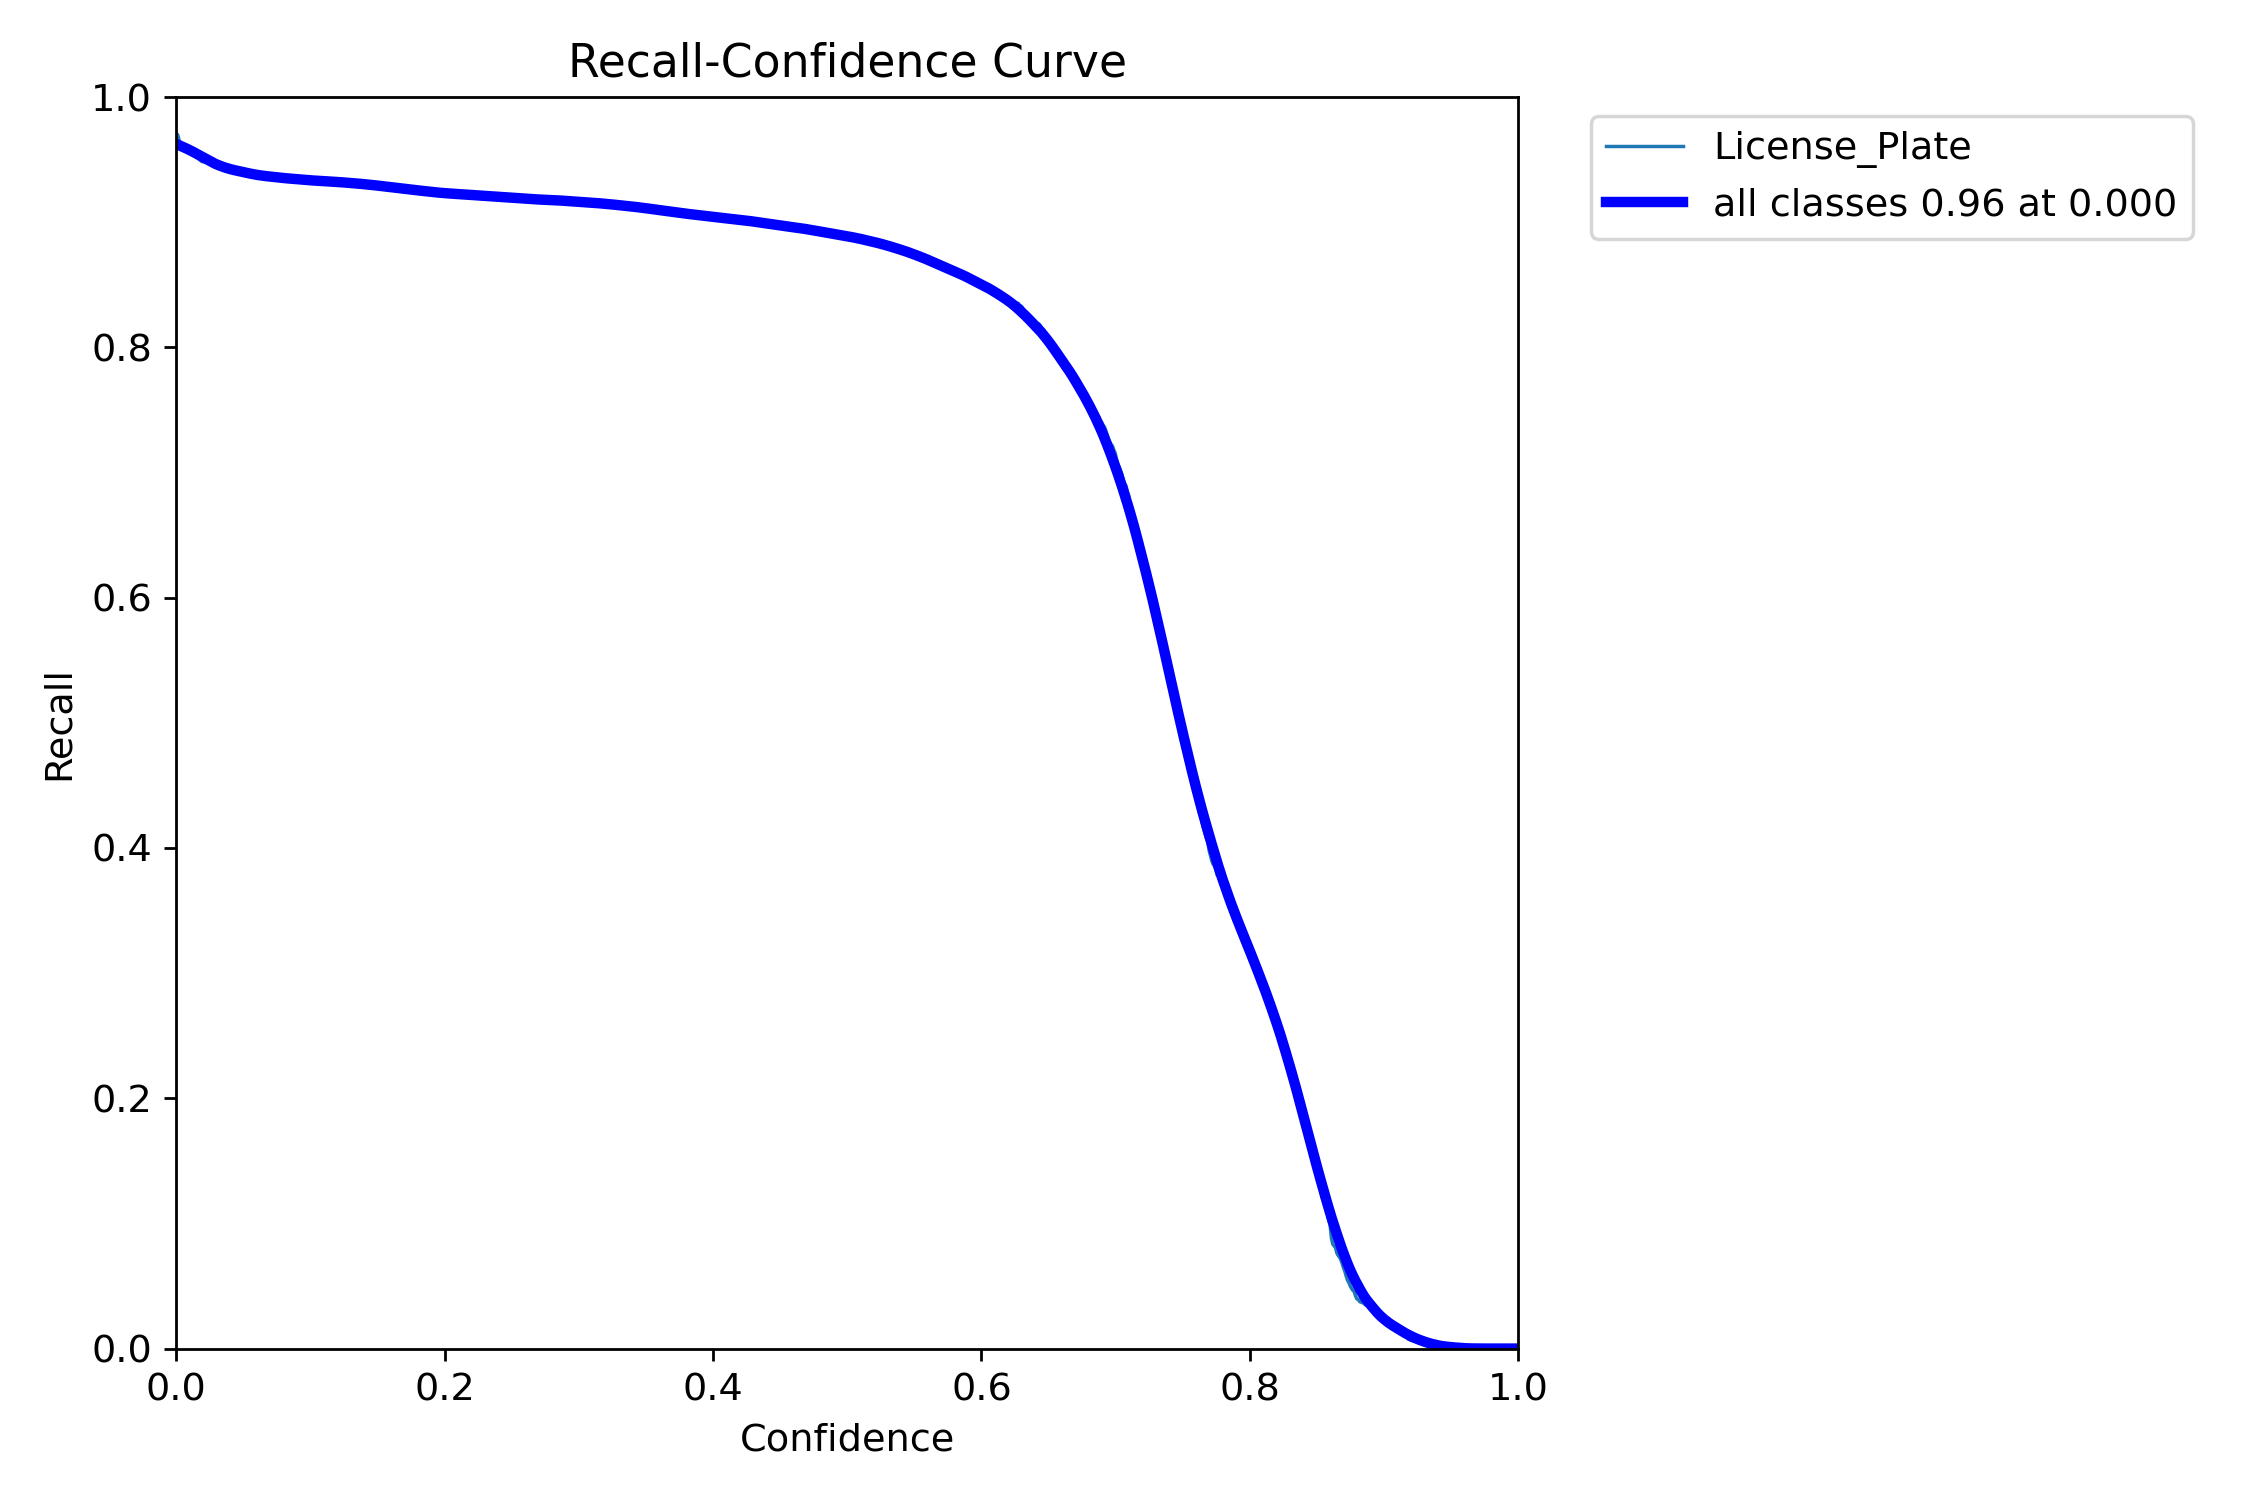 Recall-Confidence Curve
License_Plate
all classes 0.96 at 0.000
1.0
0.8
0.6
0.4
0.2
0.0
Recall
0.0 0.2 0.4 0.6 0.8 1.0
Confidence